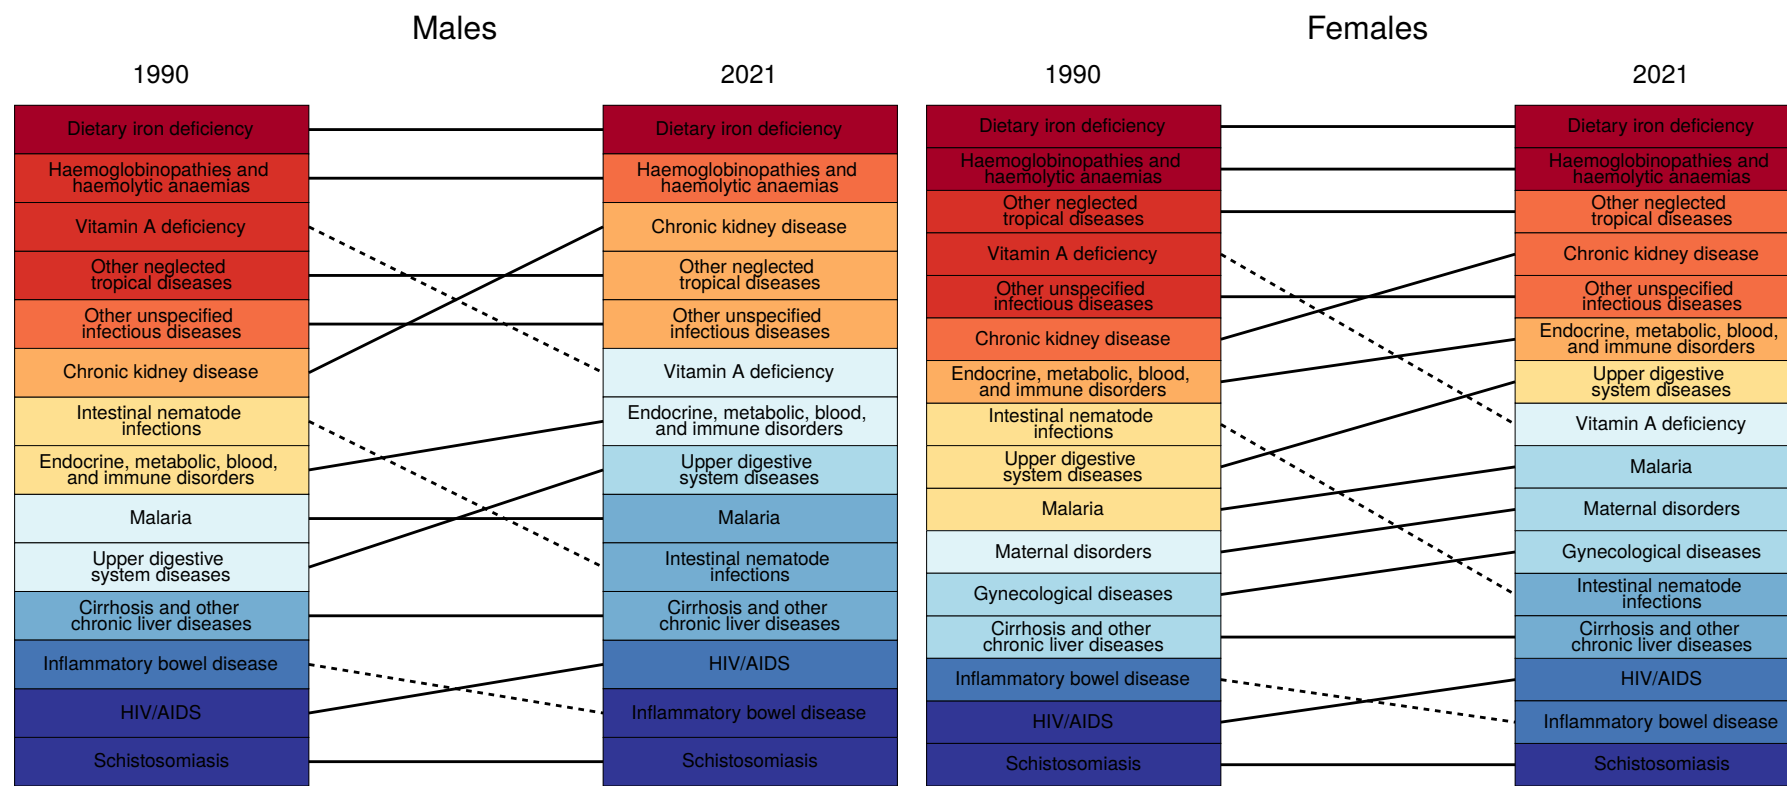 Males
1990
2021
Dietary iron deficiency
Haemoglobinopathies and
haemolytic anaemias
Vitamin A deficiency
Other neglected
tropical diseases
Other unspecified
infectious diseases
Chronic kidney disease
Intestinal nematode
infections
Endocrine, metabolic, blood,
and immune disorders
Malaria
Upper digestive
system diseases
Cirrhosis and other
chronic liver diseases
Inflammatory bowel disease
HIV/AIDS
Schistosomiasis
Dietary iron deficiency
Haemoglobinopathies and
haemolytic anaemias
Chronic kidney disease
Other neglected
tropical diseases
Other unspecified
infectious diseases
Vitamin A deficiency
Endocrine, metabolic, blood,
and immune disorders
Upper digestive
system diseases
Malaria
Intestinal nematode
infections
Cirrhosis and other
chronic liver diseases
HIV/AIDS
Inflammatory bowel disease
Schistosomiasis
Females
1990
2021
Dietary iron deficiency
Haemoglobinopathies and
haemolytic anaemias
Other neglected
tropical diseases
Vitamin A deficiency
Other unspecified
infectious diseases
Chronic kidney disease
Endocrine, metabolic, blood,
and immune disorders
Intestinal nematode
infections
Upper digestive
system diseases
Malaria
Maternal disorders
Gynecological diseases
Cirrhosis and other
chronic liver diseases
Inflammatory bowel disease
HIV/AIDS
Schistosomiasis
Dietary iron deficiency
Haemoglobinopathies and
haemolytic anaemias
Other neglected
tropical diseases
Chronic kidney disease
Other unspecified
infectious diseases
Endocrine, metabolic, blood,
and immune disorders
Upper digestive
system diseases
Vitamin A deficiency
Malaria
Maternal disorders
Gynecological diseases
Intestinal nematode
infections
Cirrhosis and other
chronic liver diseases
HIV/AIDS
Inflammatory bowel disease
Schistosomiasis